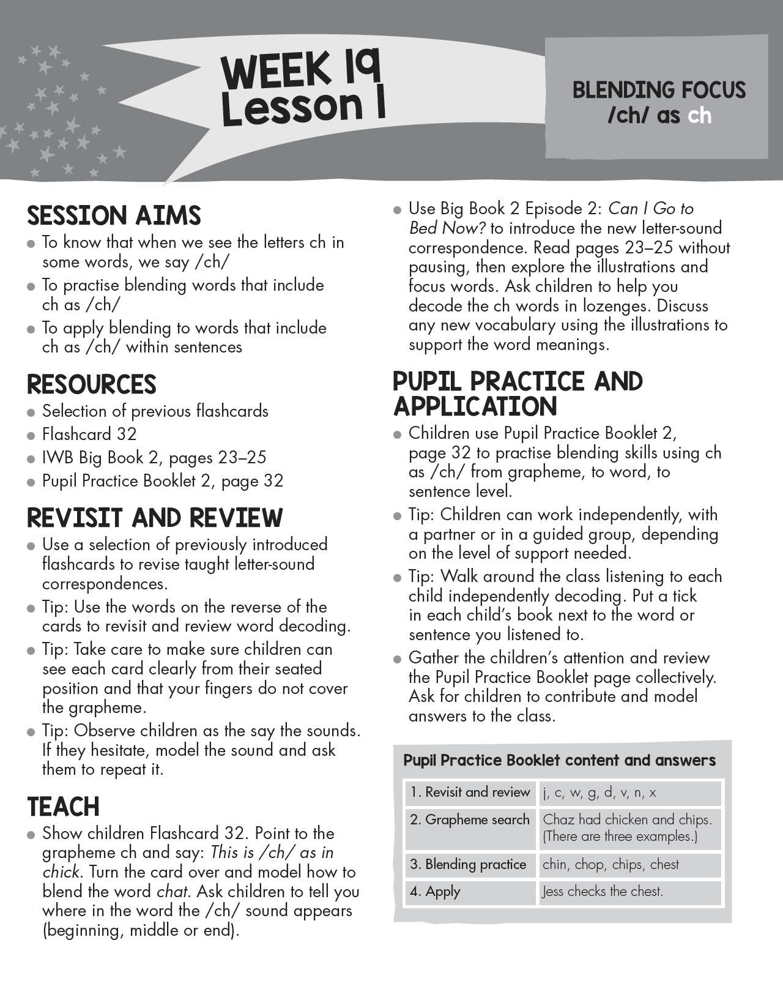 WEEK 19
Lesson 1
BLENDING FOCUS
/ch/ as ch
SESSION AIMS
To know that when we see the letters ch in
some words, we say /ch/
To practise blending words that include
ch as /ch/
To apply blending to words that include
ch as /ch/ within sentences
RESOURCES
Selection of previous flashcards
Flashcard 32
IWB Big Book 2, pages 23–25
Pupil Practice Booklet 2, page 32
REVISIT AND REVIEW
Use a selection of previously introduced
flashcards to revise taught letter-sound
correspondences.
Tip: Use the words on the reverse of the
cards to revisit and review word decoding.
Tip: Take care to make sure children can
see each card clearly from their seated
position and that your fingers do not cover
the grapheme.
Tip: Observe children as the say the sounds.
If they hesitate, model the sound and ask
them to repeat it.
TEACH
Show children Flashcard 32. Point to the
grapheme ch and say: This is /ch/ as in
chick. Turn the card over and model how to
blend the word chat. Ask children to tell you
where in the word the /ch/ sound appears
(beginning, middle or end).
Use Big Book 2 Episode 2: Can I Go to
Bed Now? to introduce the new letter-sound
correspondence. Read pages 23–25 without
pausing, then explore the illustrations and
focus words. Ask children to help you
decode the ch words in lozenges. Discuss
any new vocabulary using the illustrations to
support the word meanings.
PUPIL PRACTICE AND
APPLICATION
Children use Pupil Practice Booklet 2,
page 32 to practise blending skills using ch
as /ch/ from grapheme, to word, to
sentence level.
Tip: Children can work independently, with
a partner or in a guided group, depending
on the level of support needed.
Tip: Walk around the class listening to each
child independently decoding. Put a tick
in each child's book next to the word or
sentence you listened to.
Gather the children's attention and review
the Pupil Practice Booklet page collectively.
Ask for children to contribute and model
answers to the class.
Pupil Practice Booklet content and answers
1. Revisit and review j, c, w, g, d, v, n, x
2. Grapheme search Chaz had chicken and chips.
(There are three examples.)
3. Blending practice chin, chop, chips, chest
4. Apply Jess checks the chest.